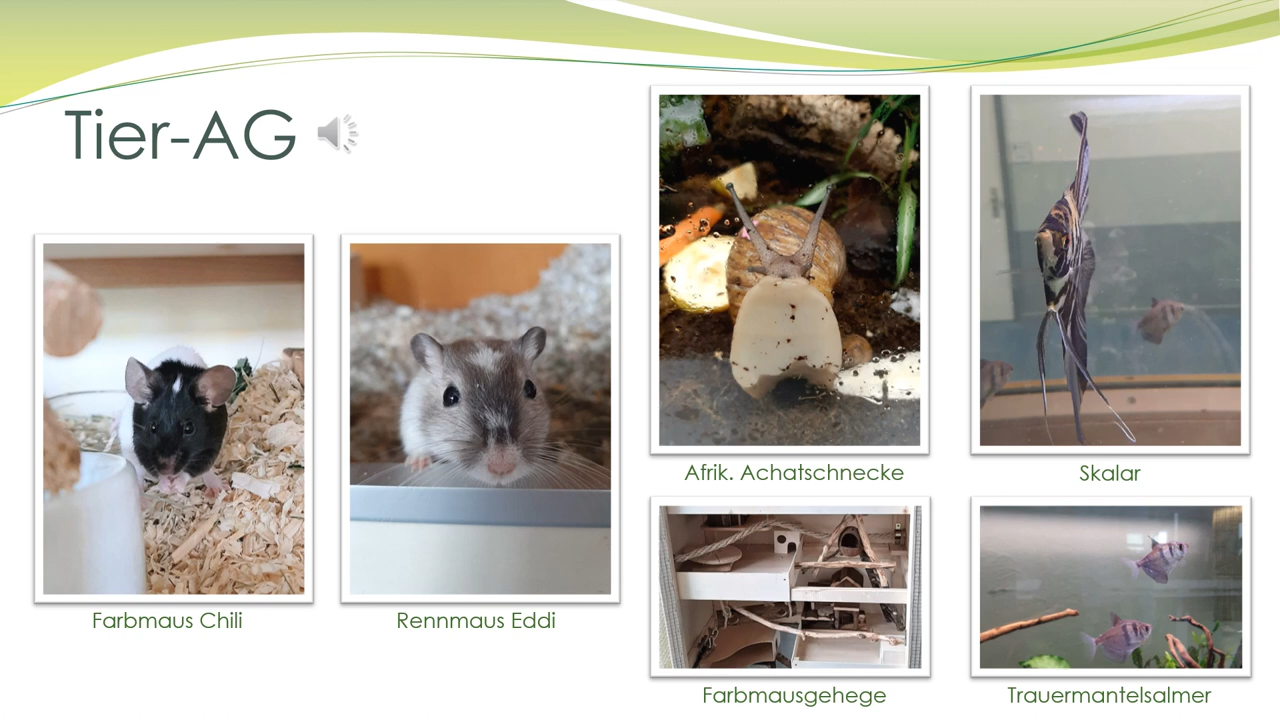 Tier-AG
Farbmaus Chili
Rennmaus Eddi
Afrik. Achatschnecke
Skalar
Farbmausgehege
Trauermantelsalmer